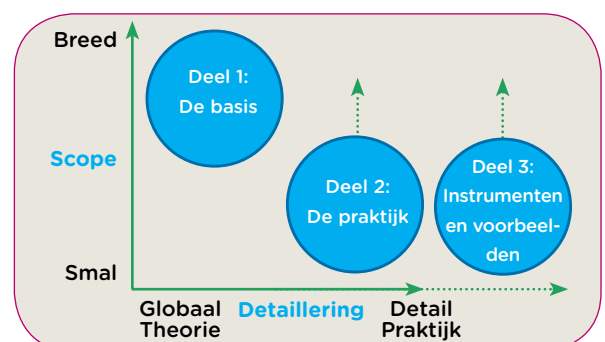 Breed
Deel 1:
De basis
Scope
Deel 2:
De praktijk
Deel 3:
Instrumenten
en voorbeel-
den
Smal
Globaal
Theorie
Detaillering
Detail
Praktijk